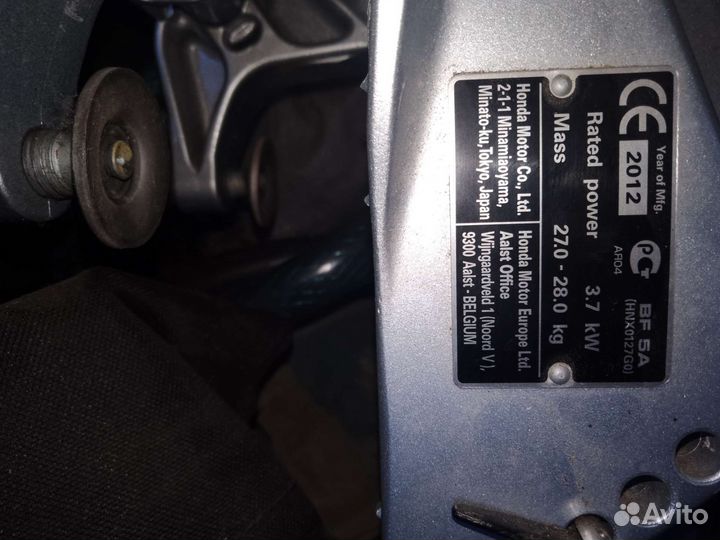 CE
Year of Mfg.
2012
РСТ
АЯ04
BF 5A
(HNX0127G0)
Rated power 3.7 kW
Mass 27.0 - 28.0 kg
Honda Motor Co., Ltd.
2-1-1 Minamiaoyama,
Minato-ku,Tokyo, Japan
Honda Motor Europe Ltd.
Aalst Office
Wijngaardveld 1 (Noord V),
9300 Aalst - BELGIUM
Avito